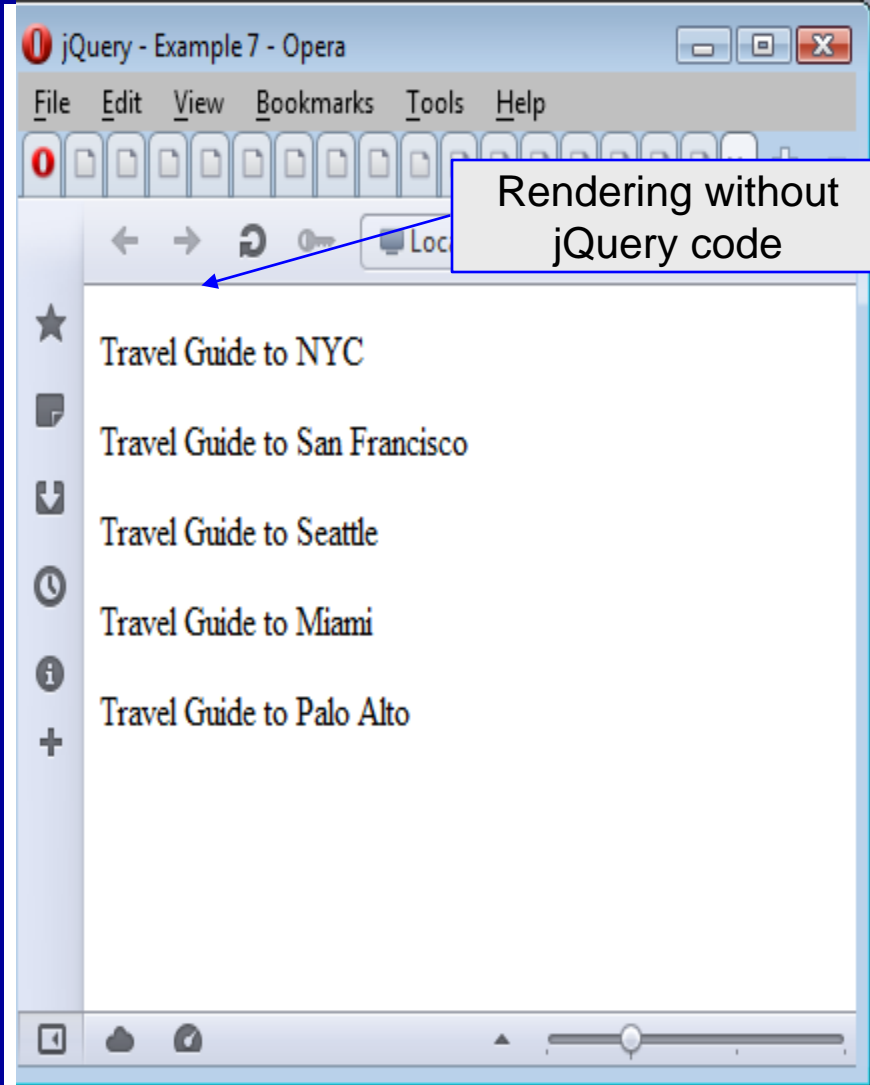 jQuery - Example 7 - Opera
File Edit View Bookmarks Tools Help
Rendering without
jQuery code
Travel Guide to NYC
Travel Guide to San Francisco
Travel Guide to Seattle
Travel Guide to Miami
Travel Guide to Palo Alto